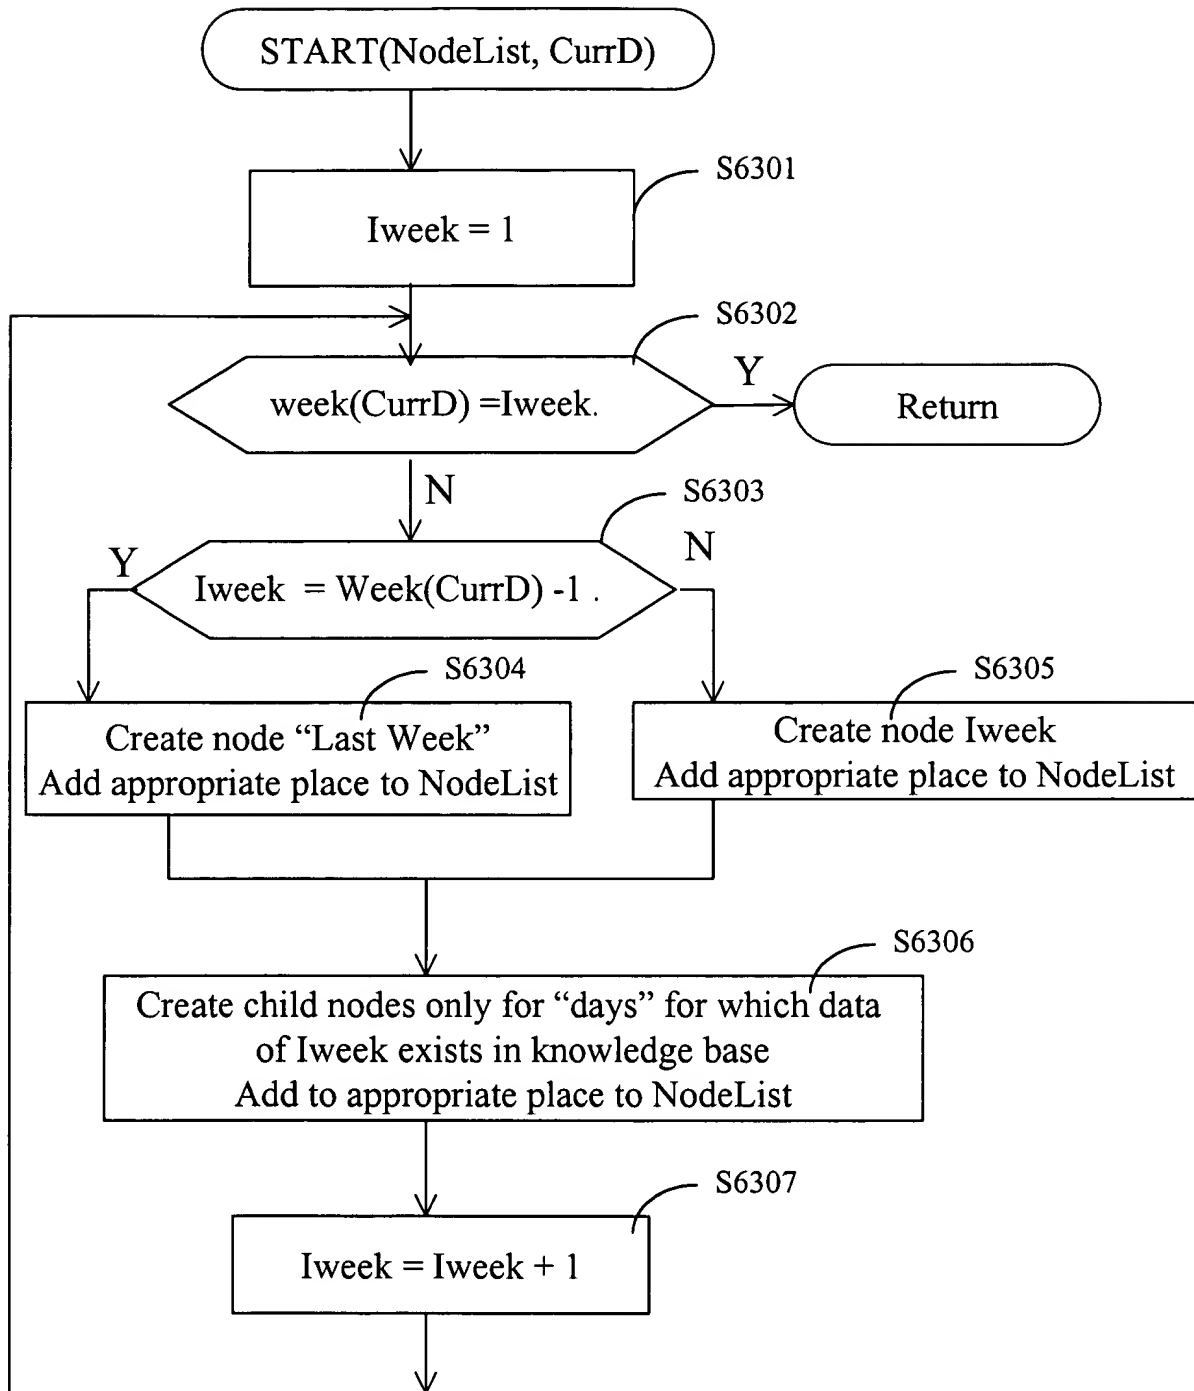 START(NodeList, CurrD)
S6301
Iweek = 1
S6302
week(CurrD) =Iweek.
Y
Return
N
S6303
Y
N
Iweek = Week(CurrD) -1 .
S6304
S6305
Create node “Last Week”
Add appropriate place to NodeList
Create node Iweek
Add appropriate place to NodeList
S6306
Create child nodes only for “days” for which data
of Iweek exists in knowledge base
Add to appropriate place to NodeList
S6307
Iweek = Iweek + 1